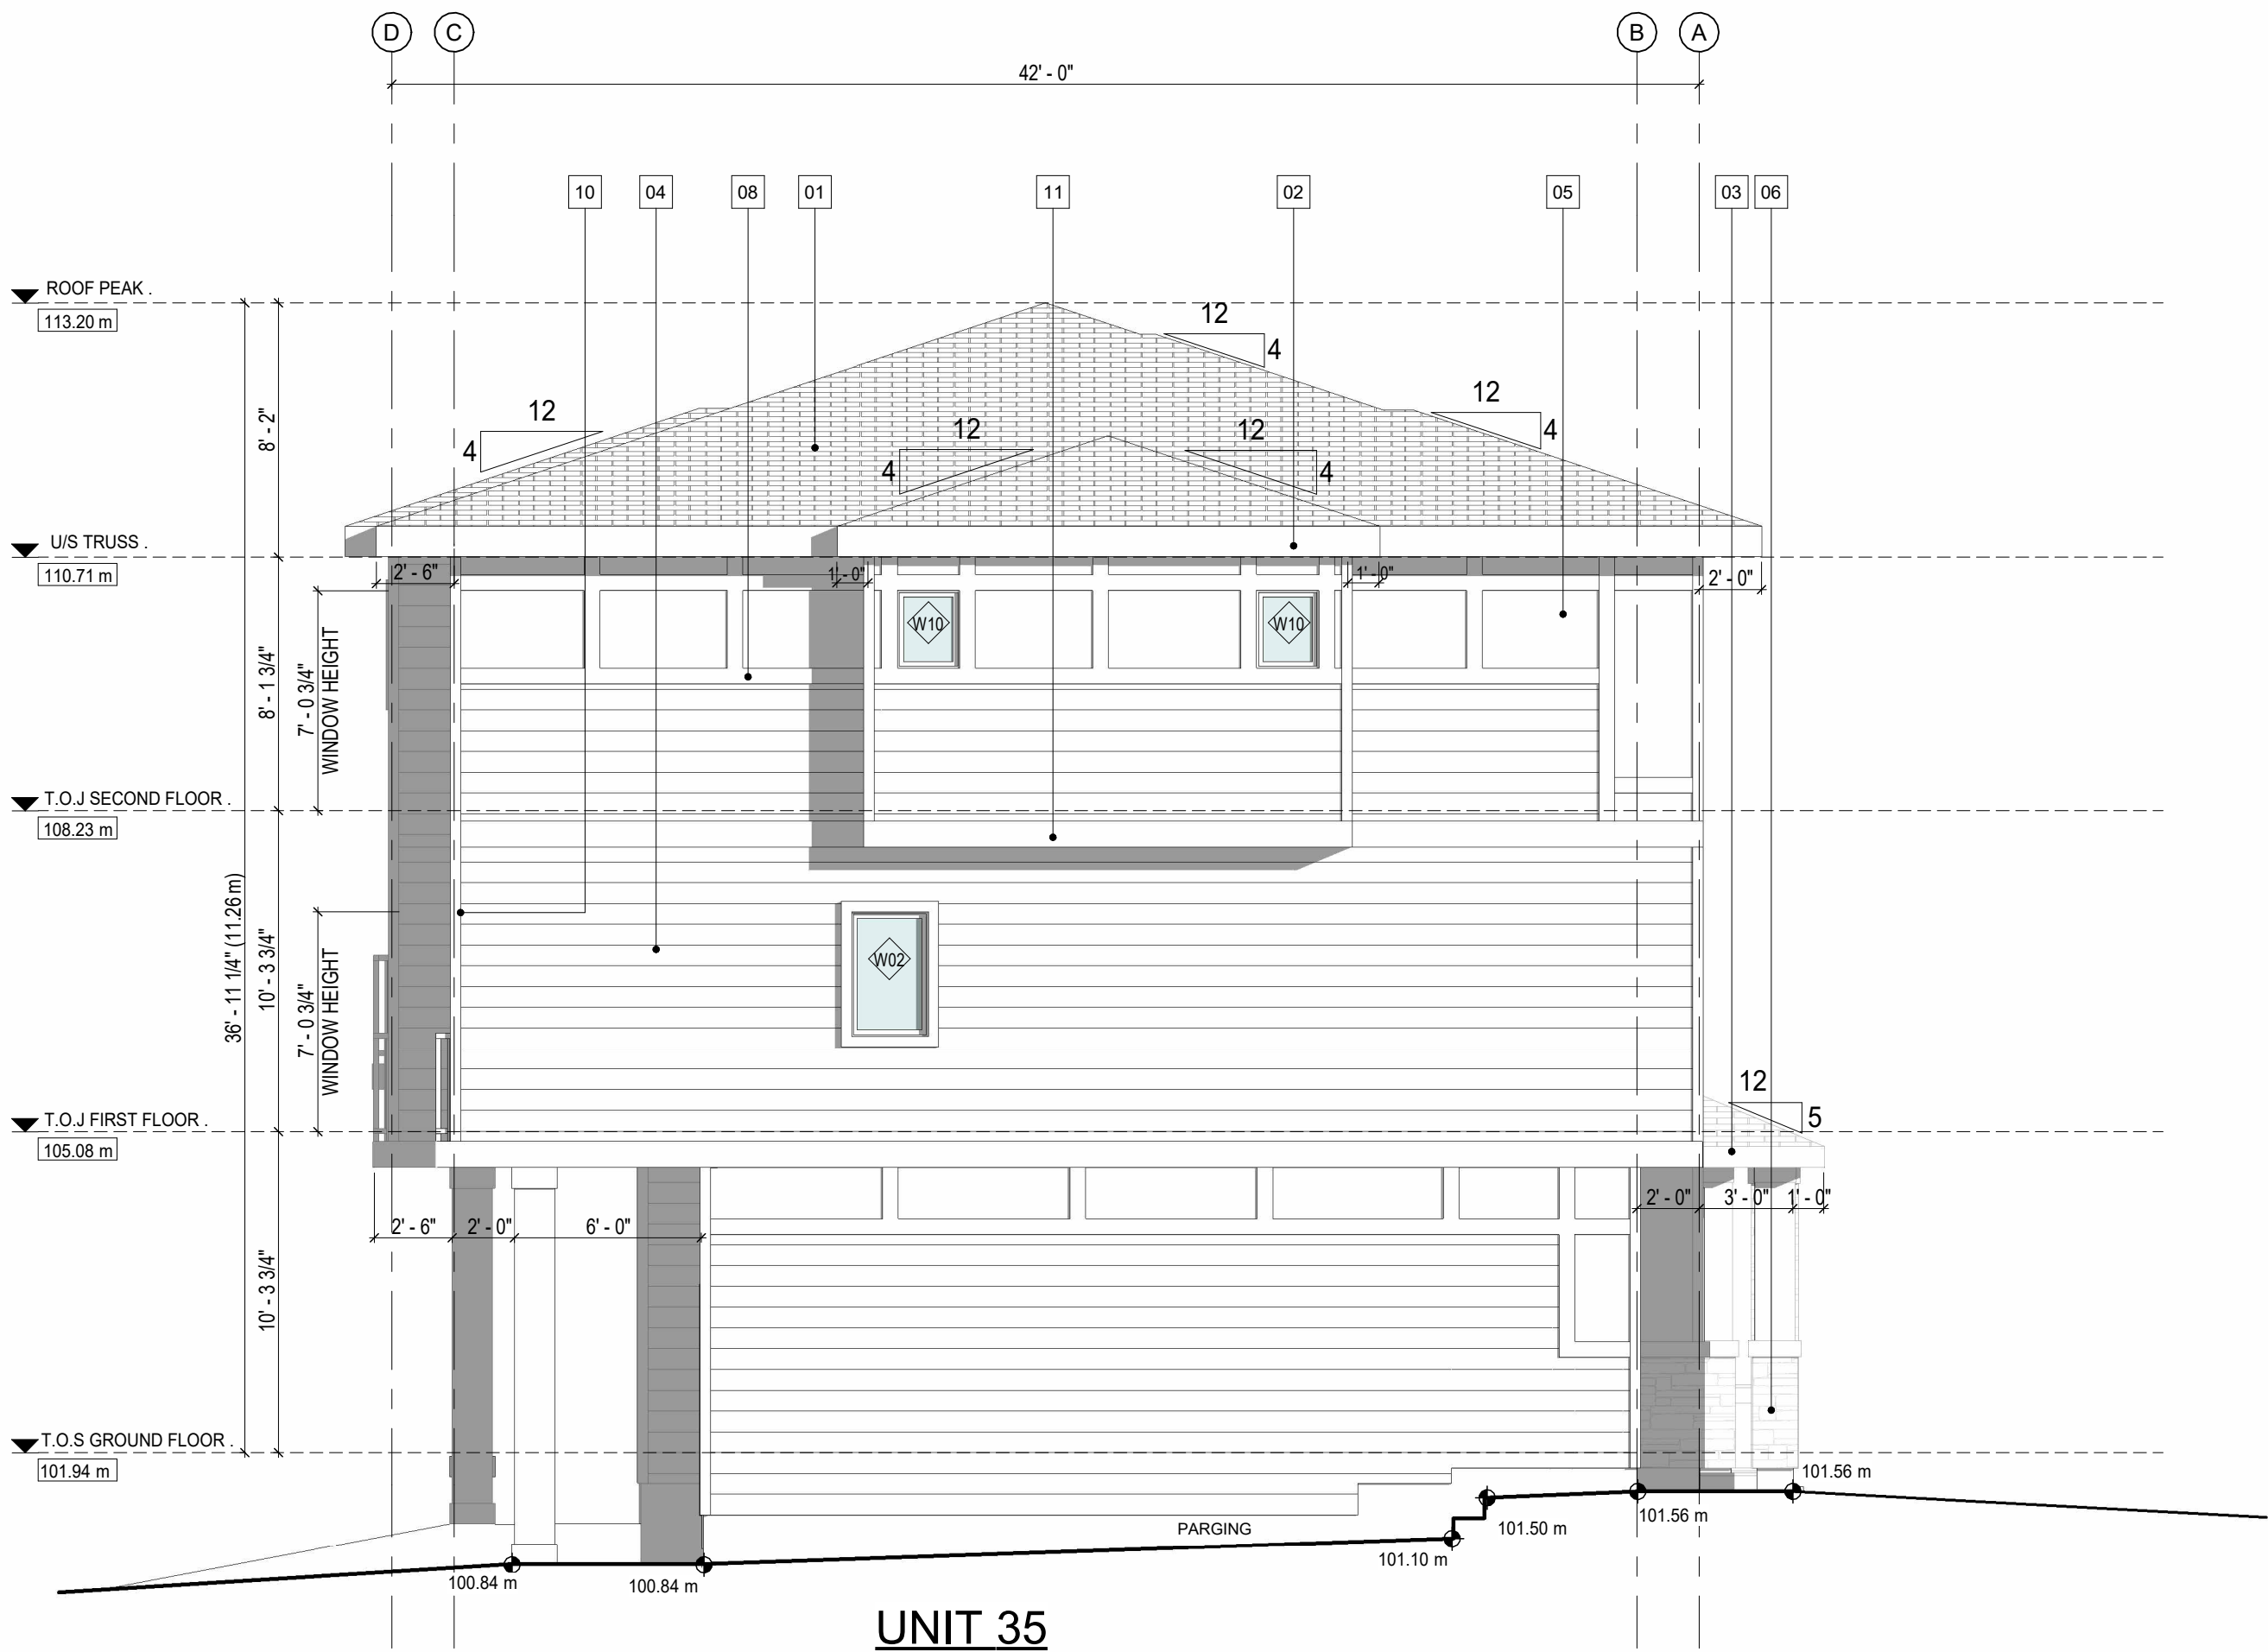 D C B A
42' - 0"
10 04 08 01 11 02 05 03 06
ROOF PEAK .
113.20 m
12
4
12
4
12
4
12
4
12
4
8' - 2"
U/S TRUSS .
110.71 m
2' - 6"
1' - 0"
1' - 0"
2' - 0"
W10
W10
8' - 1 3/4"
7' - 0 3/4"
WINDOW HEIGHT
T.O.J SECOND FLOOR .
108.23 m
36' - 11 1/4" (11.26 m)
10' - 3 3/4"
7' - 0 3/4"
WINDOW HEIGHT
W02
12
5
T.O.J FIRST FLOOR .
105.08 m
2' - 6"
2' - 0"
6' - 0"
2' - 0"
3' - 0"
1' - 0"
10' - 3 3/4"
T.O.S GROUND FLOOR .
101.94 m
101.56 m
101.56 m
101.50 m
PARGING
101.10 m
100.84 m
100.84 m
UNIT 35